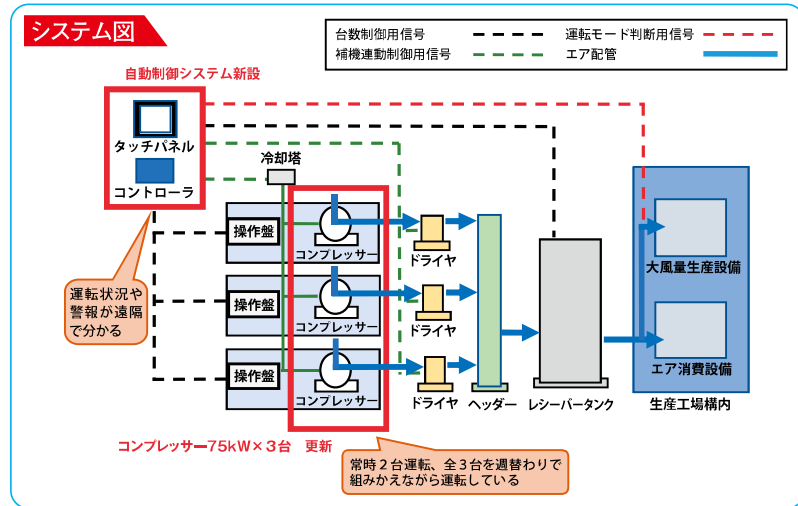 システム図
台数制御用信号
運転モード判断用信号
補機連動制御用信号
エア配管
自動制御システム新設
タッチパネル
コントローラ
冷却塔
操作盤
コンプレッサー
ドライヤ
操作盤
コンプレッサー
ドライヤ
操作盤
コンプレッサー
ドライヤ
ヘッダー
レシーバータンク
大風量生産設備
エア消費設備
生産工場構内
運転状況や
警報が遠隔
で分かる
コンプレッサー75kW×3台 更新
常時2台運転、全3台を週替わりで
組みかえながら運転している